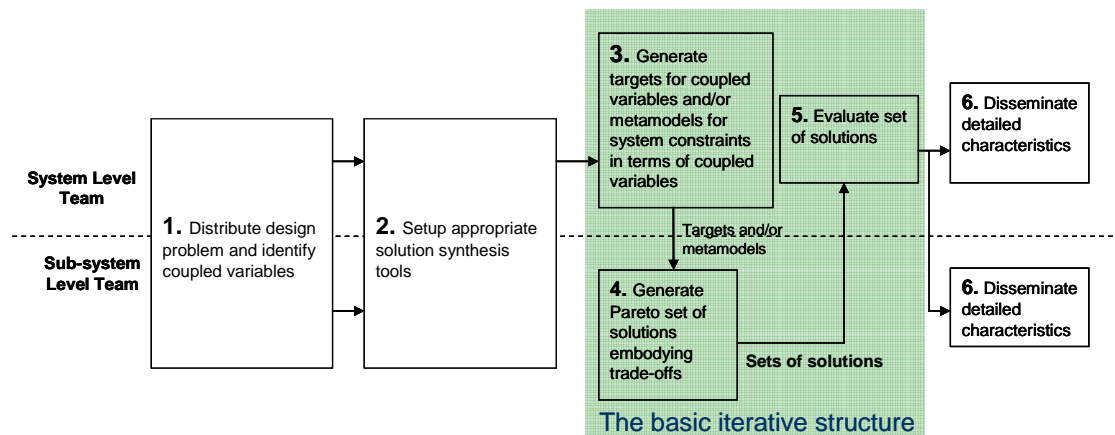 System Level
Team
Sub-system
Level Team
1. Distribute design
problem and identify
coupled variables
2. Setup appropriate
solution synthesis
tools
3. Generate
targets for coupled
variables and/or
metamodels for
system constraints
in terms of coupled
variables
Targets and/or
metamodels
4. Generate
Pareto set of
solutions
embodying
trade-offs
Sets of solutions
5. Evaluate set
of solutions
6. Disseminate
detailed
characteristics
6. Disseminate
detailed
characteristics
The basic iterative structure